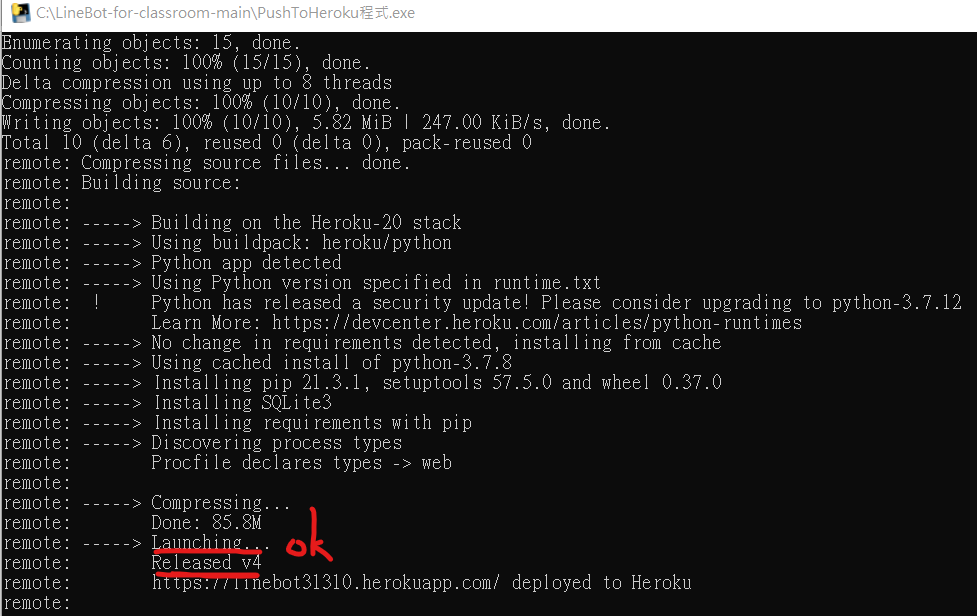 C:\LineBot-for-classroom-main\PushToHeroku程式.exe
Enumerating objects: 15, done.
Counting objects: 100% (15/15), done.
Delta compression using up to 8 threads
Compressing objects: 100% (10/10), done.
Writing objects: 100% (10/10), 5.82 MiB | 247.00 KiB/s, done.
Total 10 (delta 6), reused 0 (delta 0), pack-reused 0
remote: Compressing source files... done.
remote: Building source:
remote:
remote: -----> Building on the Heroku-20 stack
remote: -----> Using buildpack: heroku/python
remote: -----> Python app detected
remote: -----> Using Python version specified in runtime.txt
remote:  !     Python has released a security update! Please consider upgrading to python-3.7.12
remote:        Learn More: https://devcenter.heroku.com/articles/python-runtimes
remote: -----> No change in requirements detected, installing from cache
remote: -----> Using cached install of python-3.7.8
remote: -----> Installing pip 21.3.1, setuptools 57.5.0 and wheel 0.37.0
remote: -----> Installing SQLite3
remote: -----> Installing requirements with pip
remote: -----> Discovering process types
remote:        Procfile declares types -> web
remote:
remote: -----> Compressing...
remote:        Done: 85.8M
remote: -----> Launching... ok
remote:        Released v4
remote:        https://linebot31310.herokuapp.com/ deployed to Heroku
remote: